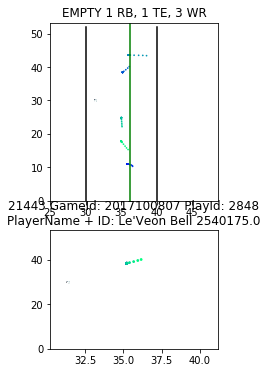 EMPTY 1 RB, 1 TE, 3 WR
50
40
30
20
10
0
25 30 35 40 45
21443 GameId: 2017100807 PlayId: 2848
PlayerName + ID: Le'Veon Bell 2540175.0
40
20
0
32.5 35.0 37.5 40.0